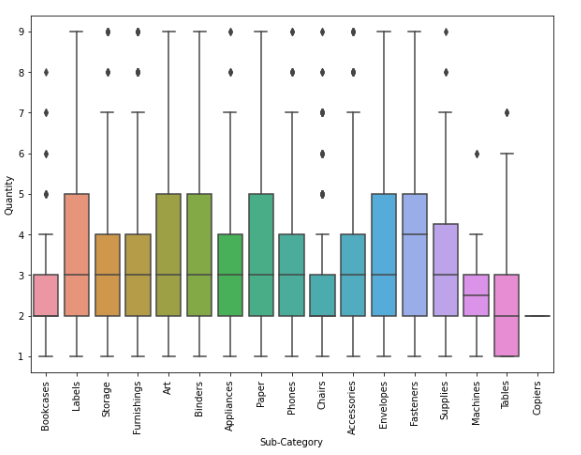 Quantity
9
8
7
6
5
4
3
2
1
Bookcases
Labels
Storage
Furnishings
Art
Binders
Appliances
Paper
Phones
Chairs
Accessories
Envelopes
Fasteners
Supplies
Machines
Tables
Copiers
Sub-Category